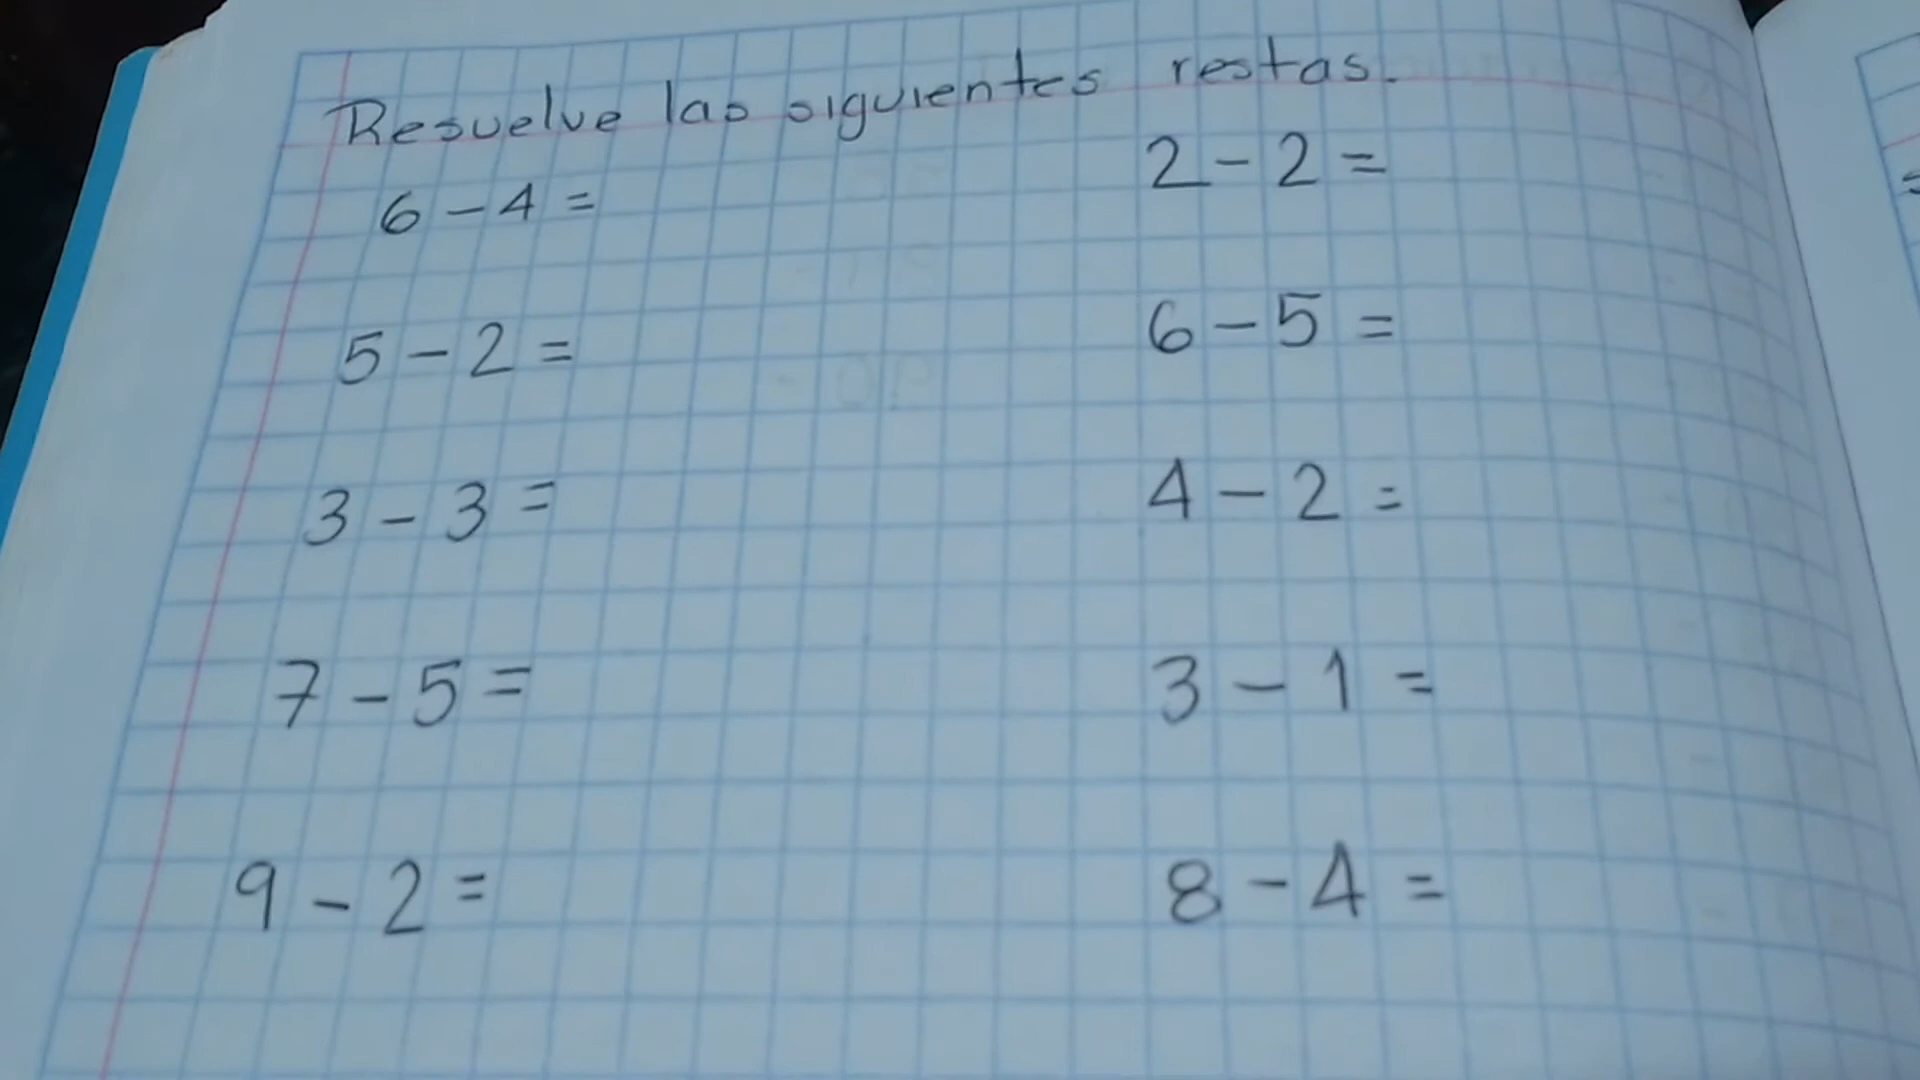 Resuelve las siguientes restas.
6 - 4 =
5 - 2 =
3 - 3 =
7 - 5 =
9 - 2 =
2 - 2 =
6 - 5 =
4 - 2 =
3 - 1 =
8 - 4 =